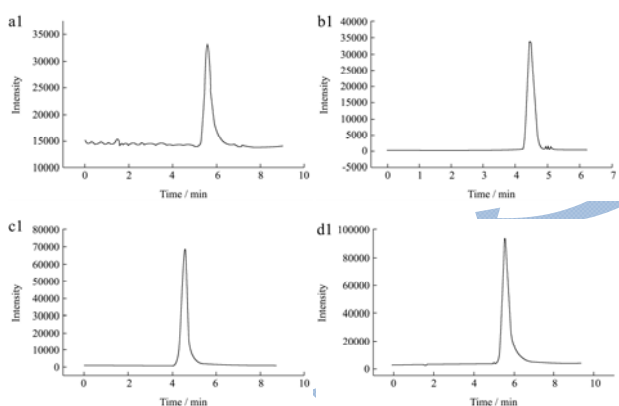 a1
Intensity
35000
30000
25000
20000
15000
10000
0 2 4 6 8 10
Time / min
b1
Intensity
40000
35000
30000
25000
20000
15000
10000
5000
0
-5000
0 1 2 3 4 5 6 7
Time / min
c1
Intensity
80000
70000
60000
50000
40000
30000
20000
10000
0
0 2 4 6 8 10
Time / min
d1
Intensity
100000
80000
60000
40000
20000
0
0 2 4 6 8 10
Time / min